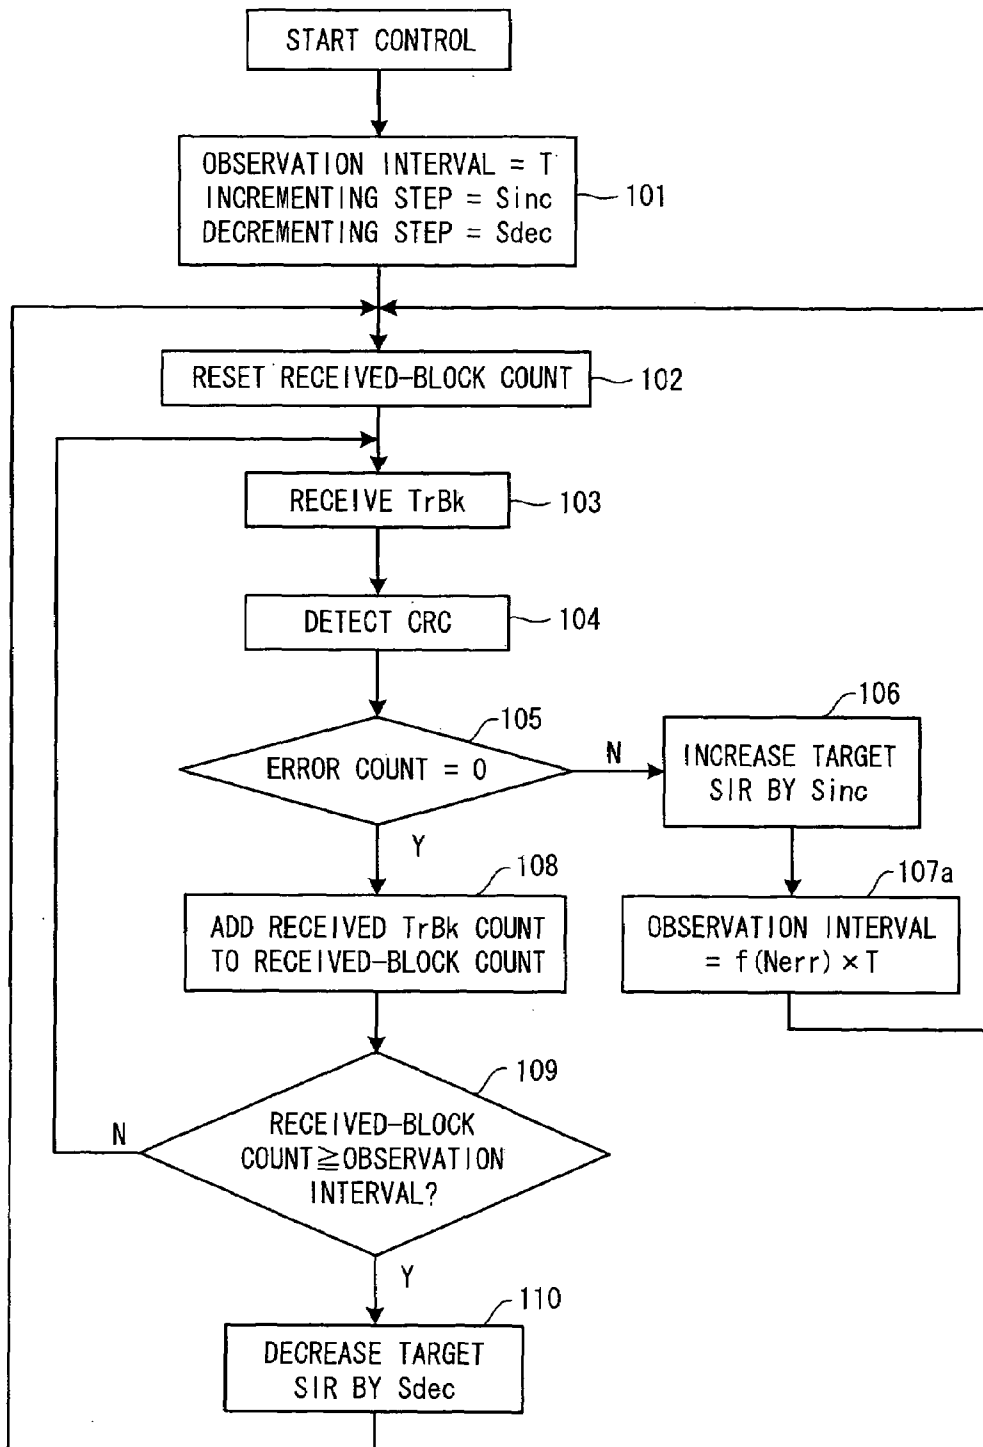 START CONTROL
OBSERVATION INTERVAL = T
INCREMENTING STEP = Sinc
DECREMENTING STEP = Sdec
101
RESET RECEIVED-BLOCK COUNT
102
RECEIVE TrBk
103
DETECT CRC
104
105
ERROR COUNT = 0
N
Y
106
INCREASE TARGET
SIR BY Sinc
107a
OBSERVATION INTERVAL
= f(Nerr)×T
108
ADD RECEIVED TrBk COUNT
TO RECEIVED-BLOCK COUNT
109
RECEIVED-BLOCK
COUNT≧OBSERVATION
INTERVAL?
N
Y
110
DECREASE TARGET
SIR BY Sdec